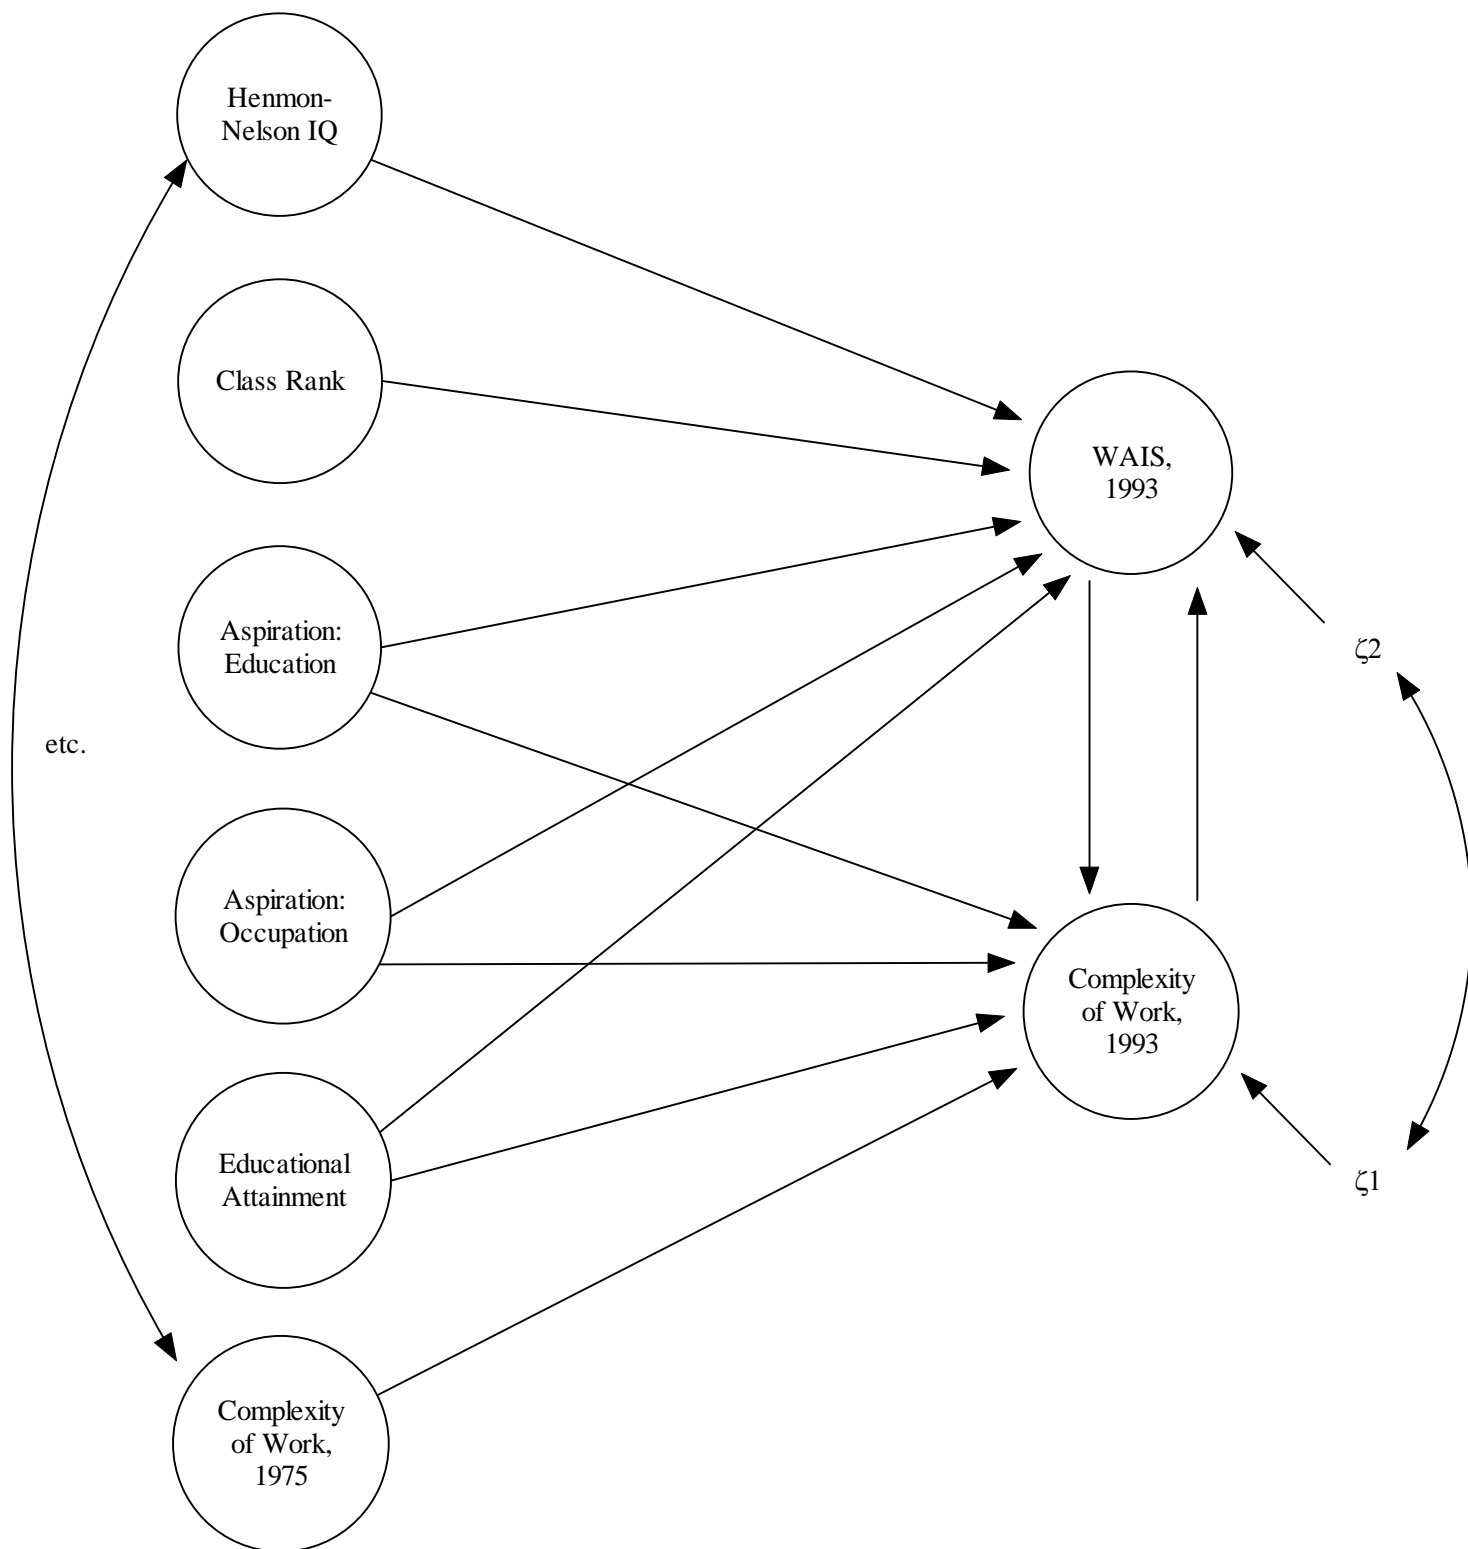 Henmon-
Nelson IQ
Class Rank
WAIS,
1993
Aspiration:
Education
ζ2
etc.
Aspiration:
Occupation
Complexity
of Work,
1993
Educational
Attainment
ζ1
Complexity
of Work,
1975